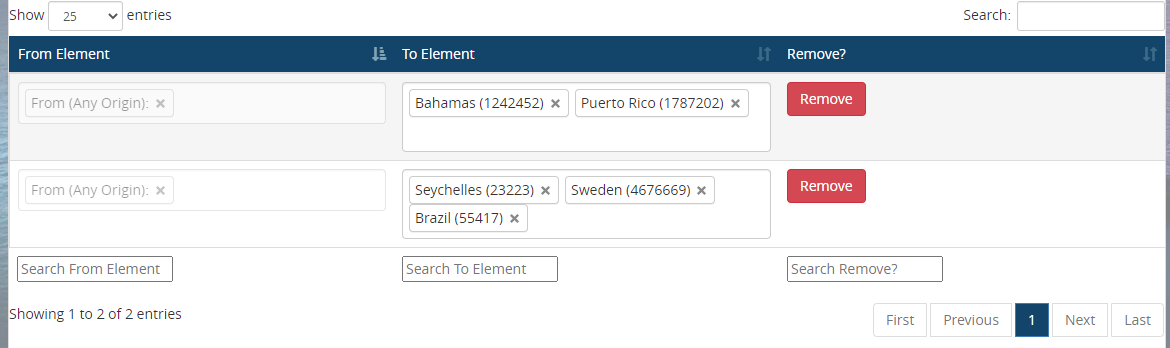 Show 25 entries Search:
From Element To Element Remove?
From (Any Origin): × Bahamas (1242452) × Puerto Rico (1787202) × Remove
From (Any Origin): × Seychelles (23223) × Sweden (4676669) × Remove
Brazil (55417) ×
Search From Element Search To Element Search Remove?
Showing 1 to 2 of 2 entries First Previous 1 Next Last